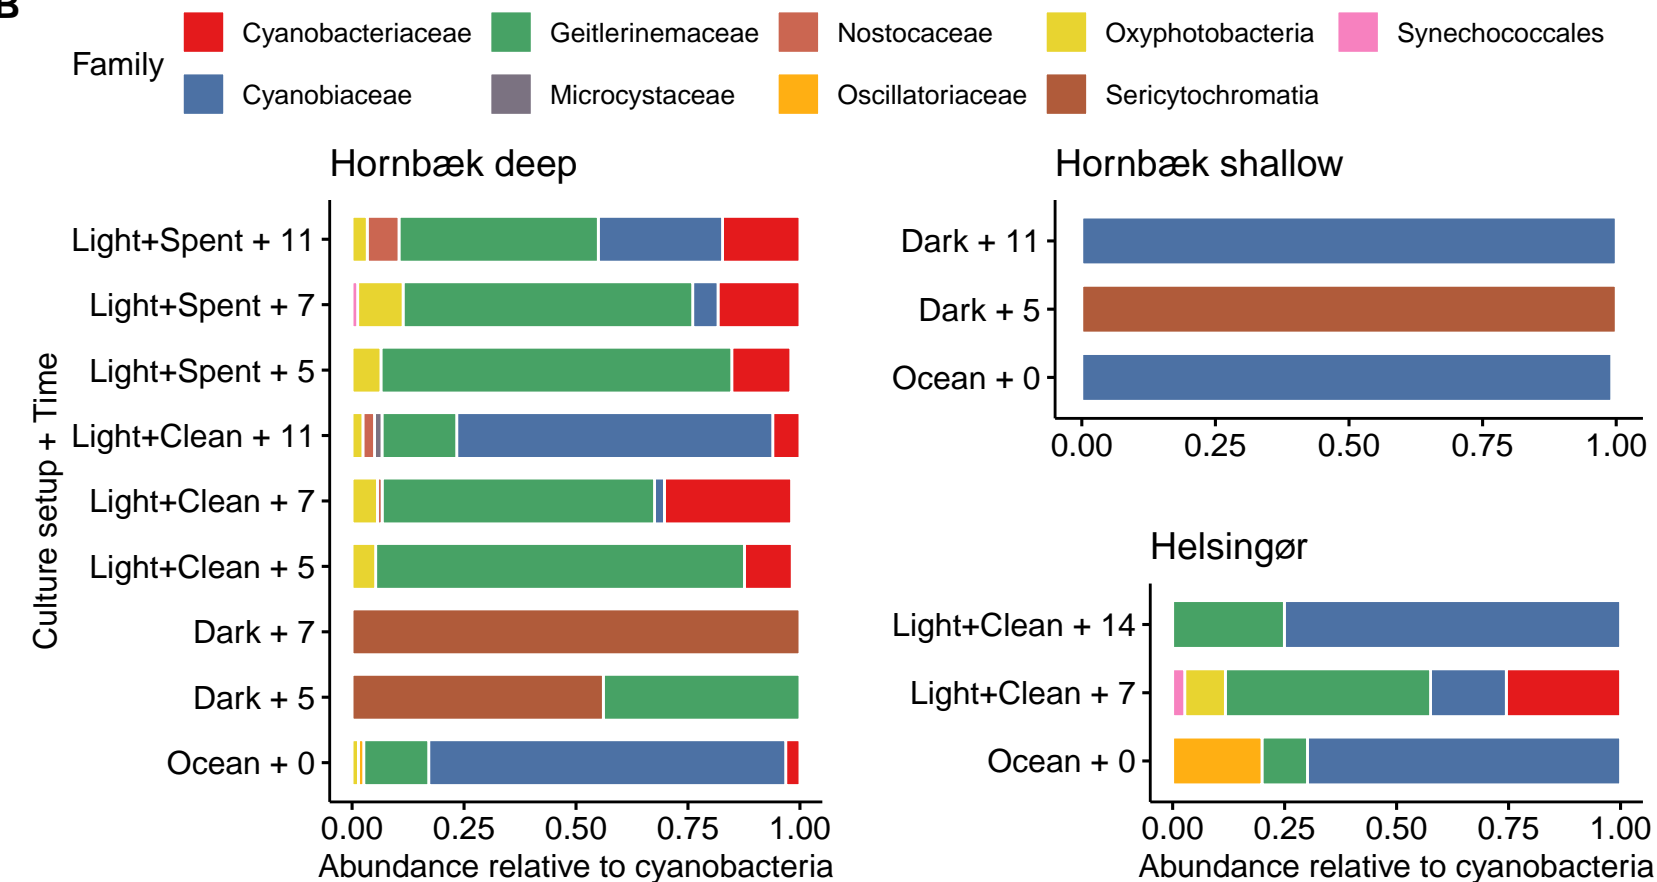 B
Family
Cyanobacteriaceae
Geitlerinemaceae
Nostocaceae
Oxyphotobacteria
Synechococcales
Cyanobiaceae
Microcystaceae
Oscillatoriaceae
Sericytochromatia
Hornbæk deep
Culture setup + Time
Light+Spent + 11
Light+Spent + 7
Light+Spent + 5
Light+Clean + 11
Light+Clean + 7
Light+Clean + 5
Dark + 7
Dark + 5
Ocean + 0
0.00 0.25 0.50 0.75 1.00
Abundance relative to cyanobacteria
Hornbæk shallow
Dark + 11
Dark + 5
Ocean + 0
0.00 0.25 0.50 0.75 1.00
Helsingør
Light+Clean + 14
Light+Clean + 7
Ocean + 0
0.00 0.25 0.50 0.75 1.00
Abundance relative to cyanobacteria